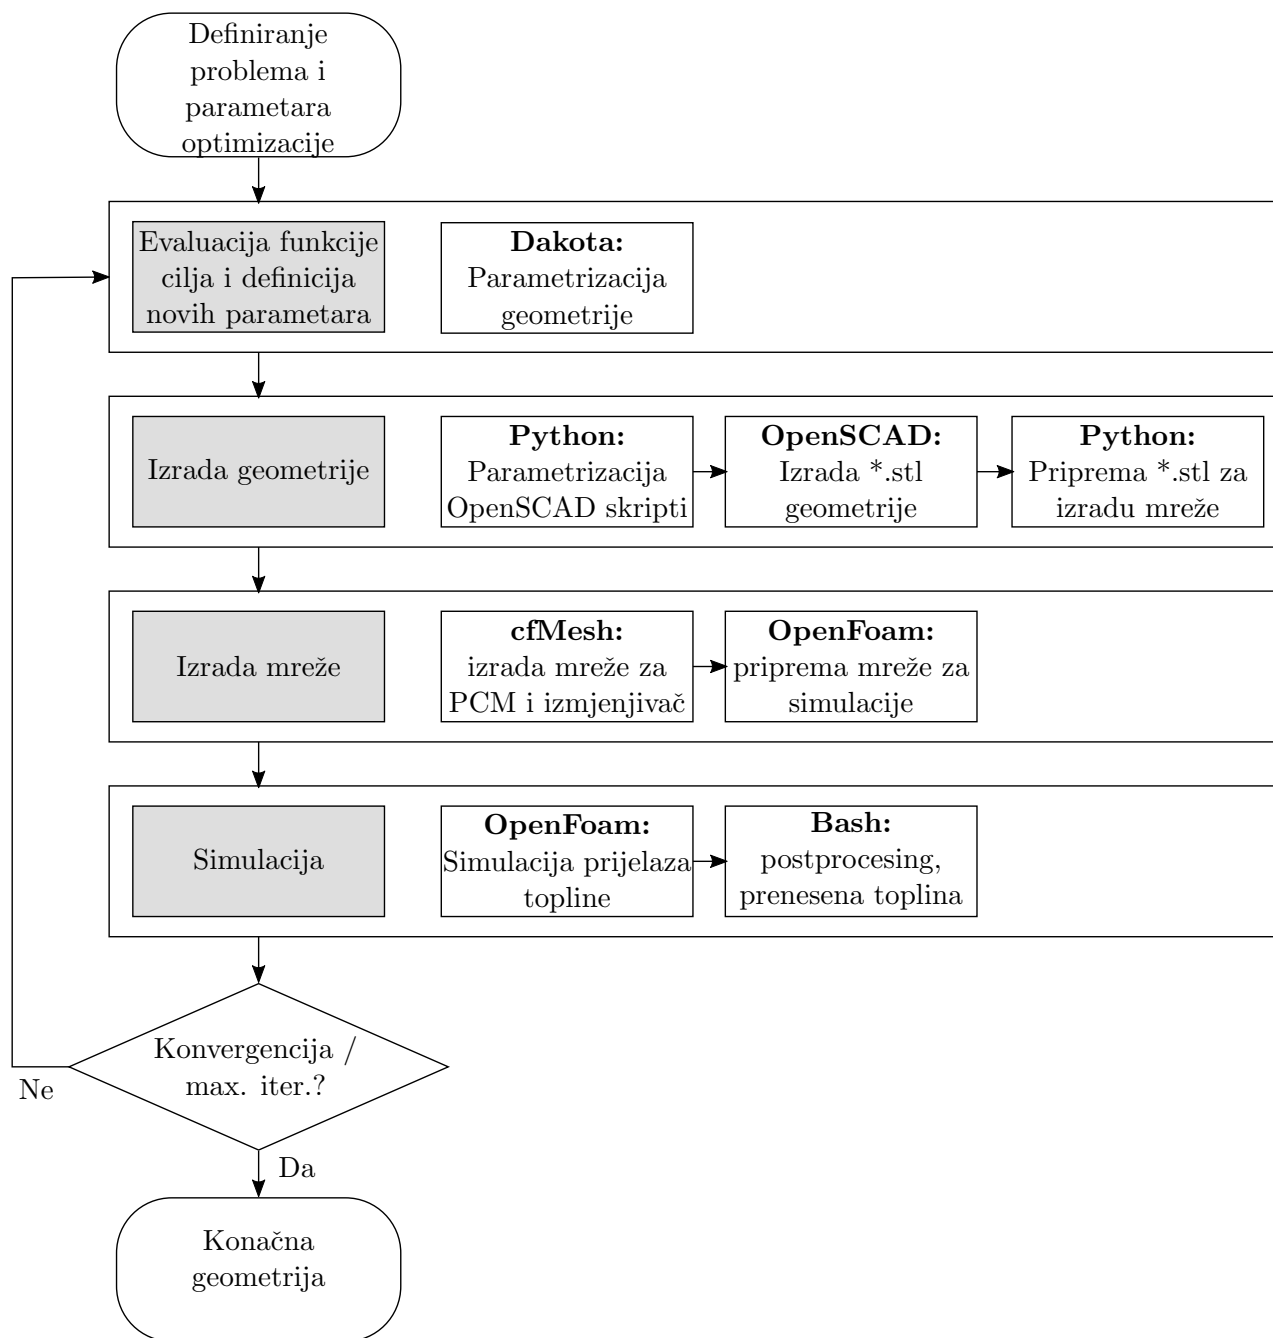 Definiranje
problema i
parametara
optimizacije
Evaluacija funkcije
cilja i definicija
novih parametara
Dakota:
Parametrizacija
geometrije
Izrada geometrije
Python:
Parametrizacija
OpenSCAD skripti
OpenSCAD:
Izrada *.stl
geometrije
Python:
Priprema *.stl za
izradu mreže
Izrada mreže
cfMesh:
izrada mreže za
PCM i izmjenjivač
OpenFoam:
priprema mreže za
simulacije
Simulacija
OpenFoam:
Simulacija prijelaza
topline
Bash:
postprocesing,
prenesena toplina
Konvergencija /
max. iter.?
Ne
Da
Konačna
geometrija